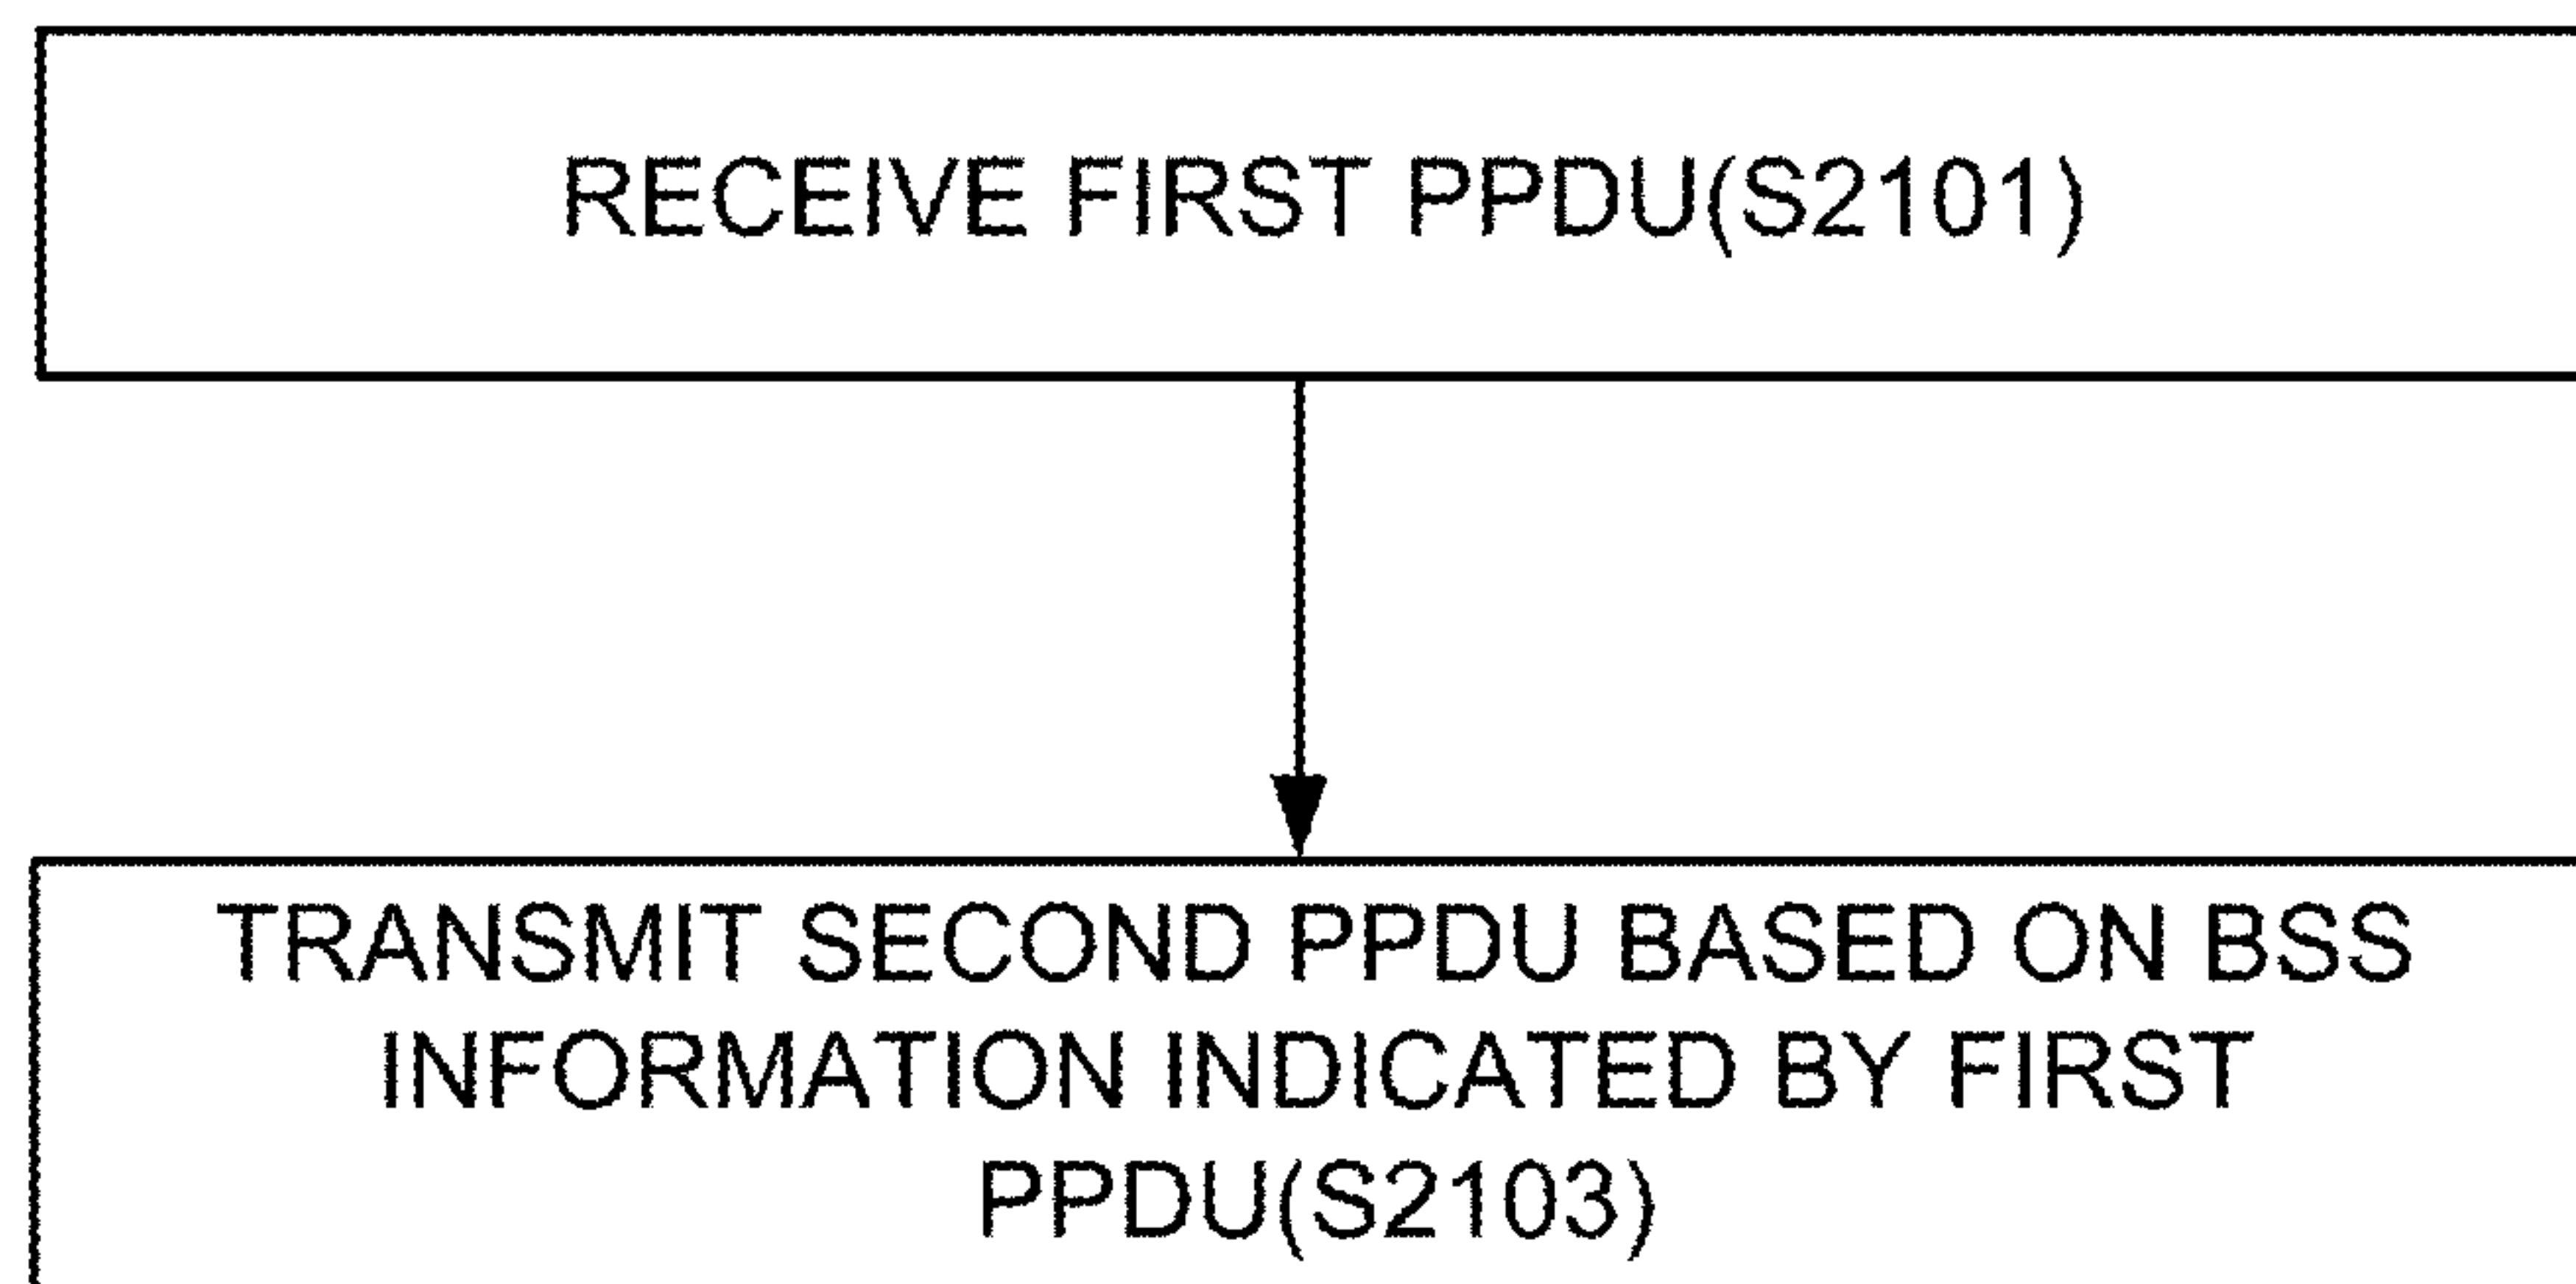 RECEIVE FIRST PPDU(S2101)
TRANSMIT SECOND PPDU BASED ON BSS
INFORMATION INDICATED BY FIRST
PPDU(S2103)